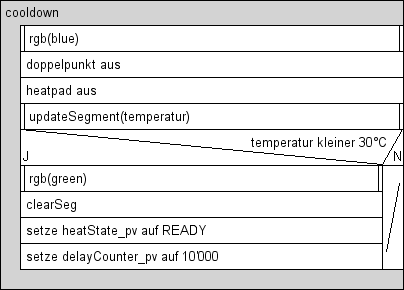 cooldown
rgb(blue)
doppelpunkt aus
heatpad aus
updateSegment(temperatur)
temperatur kleiner 30°C
J N
rgb(green)
clearSeg
setze heatState_pv auf READY
setze delayCounter_pv auf 10'000